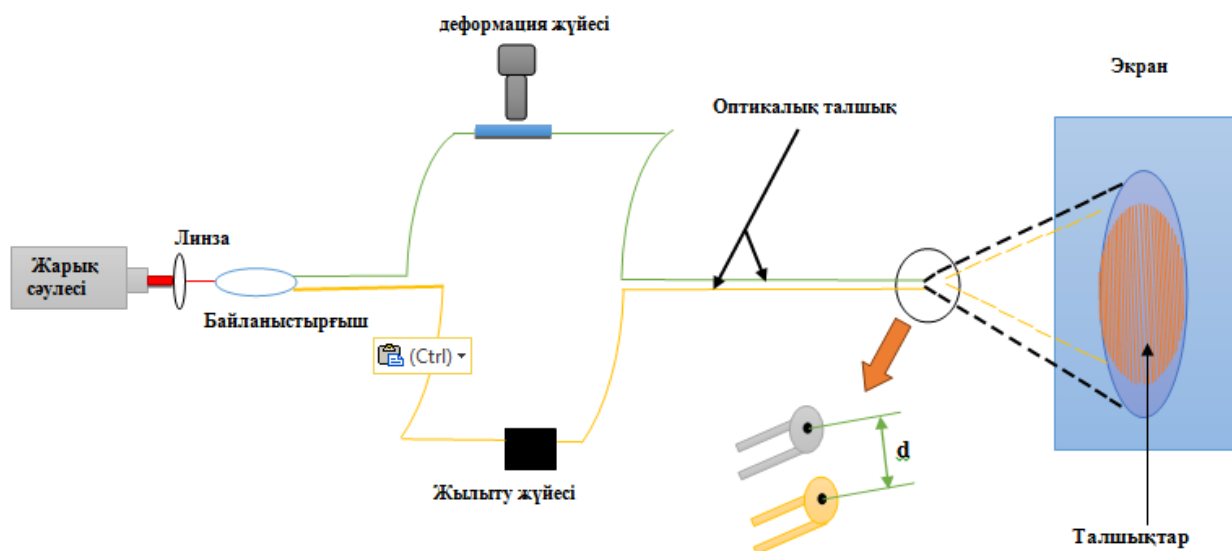 деформация жүйесі
Экран
Оптикалық талшық
Линза
Жарық
сәулесі
Байланыстырғыш
(Ctrl)
d
Жылыту жүйесі
Талшықтар